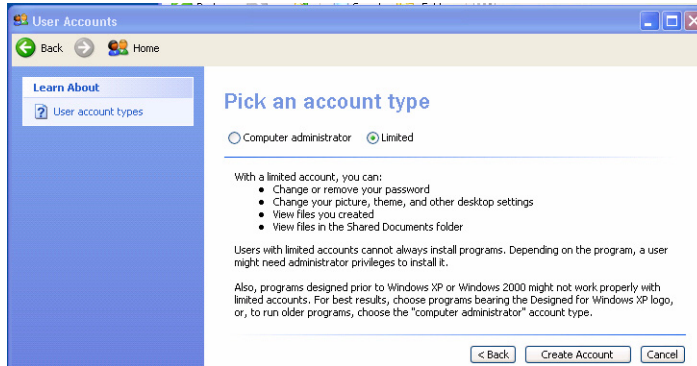 User Accounts
Back Home
Learn About
User account types
Pick an account type
Computer administrator Limited
With a limited account, you can:
• Change or remove your password
• Change your picture, theme, and other desktop settings
• View files you created
• View files in the Shared Documents folder
Users with limited accounts cannot always install programs. Depending on the program, a user
might need administrator privileges to install it.
Also, programs designed prior to Windows XP or Windows 2000 might not work properly with
limited accounts. For best results, choose programs bearing the Designed for Windows XP logo,
or, to run older programs, choose the "computer administrator" account type.
< Back Create Account Cancel